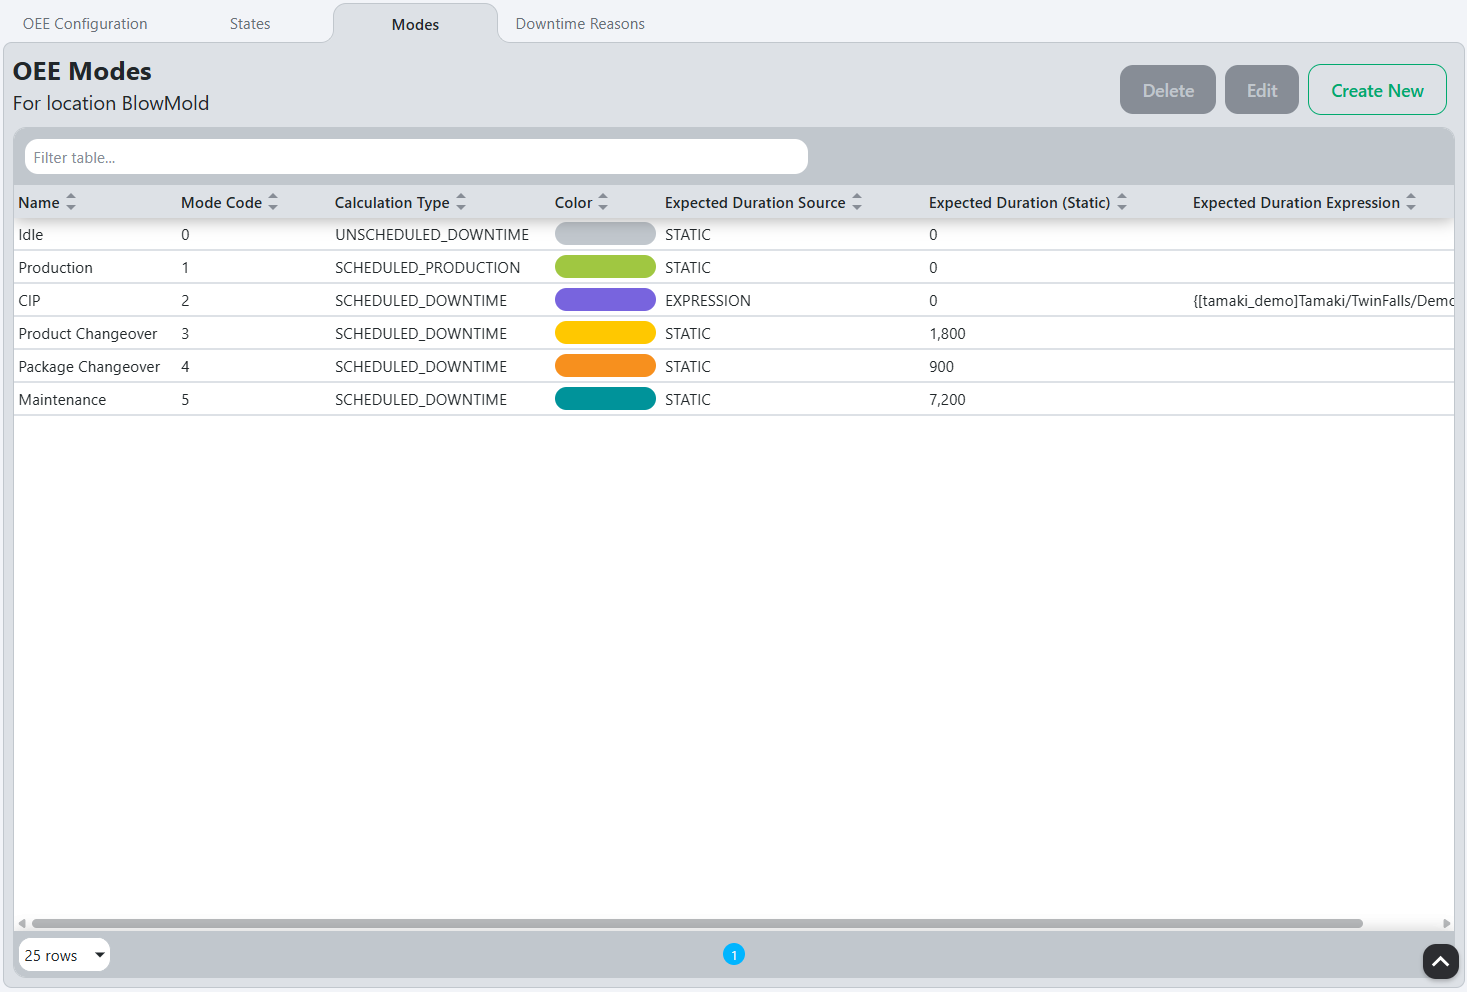 OEE Configuration States Modes Downtime Reasons
OEE Modes
For location BlowMold
Delete Edit Create New
Filter table...
Name Mode Code Calculation Type Color Expected Duration Source Expected Duration (Static) Expected Duration Expression
Idle 0 UNSCHEDULED_DOWNTIME STATIC 0
Production 1 SCHEDULED_PRODUCTION STATIC 0
CIP 2 SCHEDULED_DOWNTIME EXPRESSION 0 {[tamaki_demo]Tamaki/TwinFalls/Demo
Product Changeover 3 SCHEDULED_DOWNTIME STATIC 1,800
Package Changeover 4 SCHEDULED_DOWNTIME STATIC 900
Maintenance 5 SCHEDULED_DOWNTIME STATIC 7,200
25 rows 1